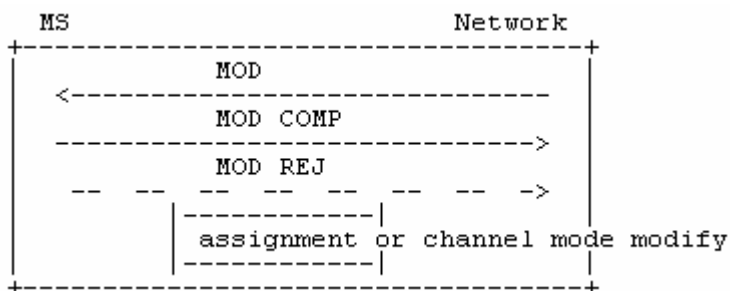 MS Network
MOD
MOD COMP
MOD REJ
assignment or channel mode modify